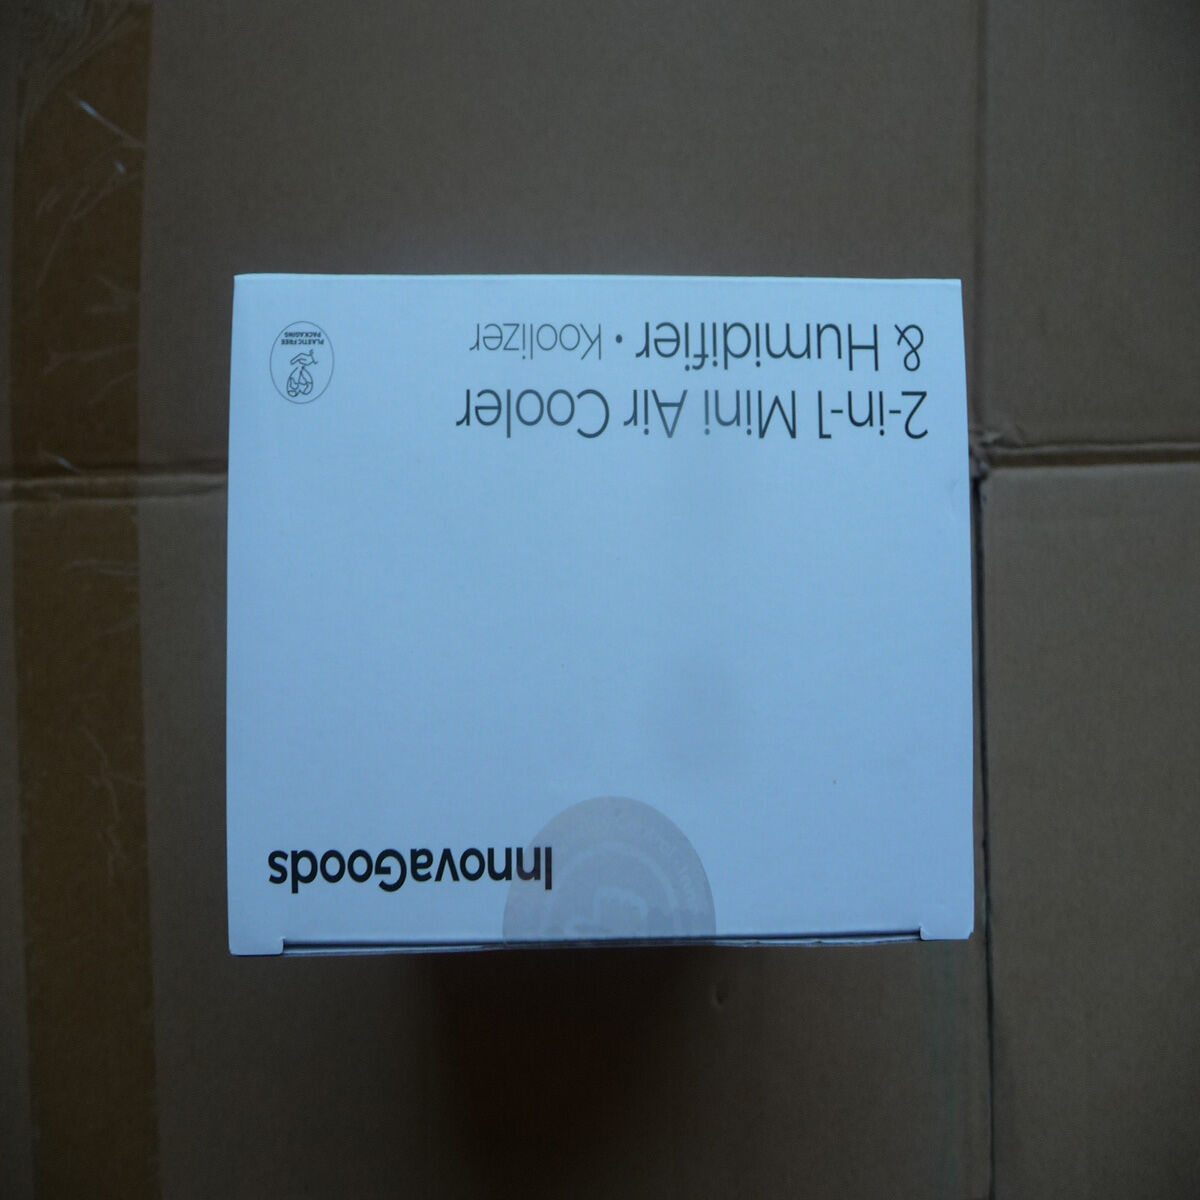 InnovaGoods
2-in-1 Mini Air Cooler
& Humidifier · Koolizer
PLASTIC FREE
PACKAGING